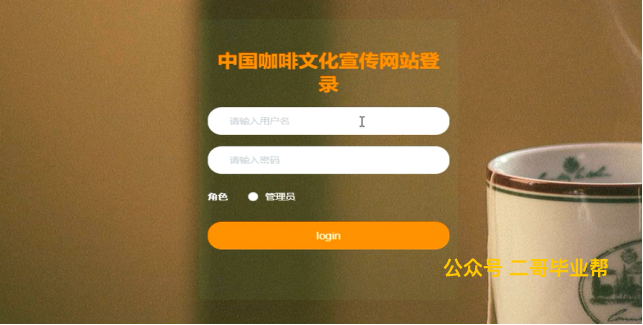 中国咖啡文化宣传网站登
录
请输入用户名
请输入密码
角色 管理员
login
公众号 二哥毕业帮